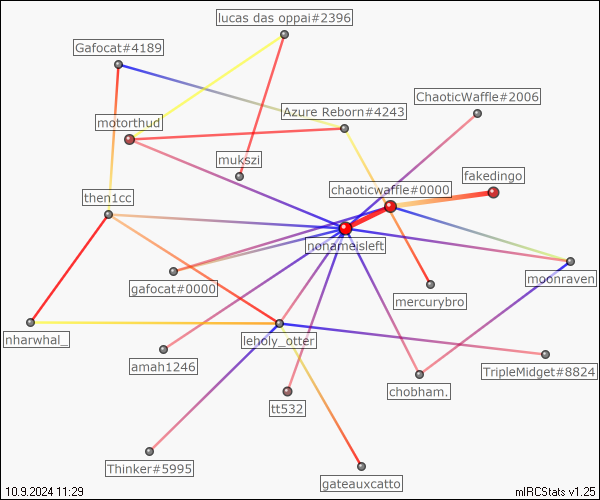 lucas das oppai#2396
Gafocat#4189
ChaoticWaffle#2006
Azure Reborn#4243
motorthud
mukszi
fakedingo
chaoticwaffle#0000
then1cc
nonameisleft
moonraven
gafocat#0000
mercurybro
nharwhal_
leholy_otter
amah1246
TripleMidget#8824
chobham.
tt532
Thinker#5995
gateauxcatto
10.9.2024 11:29
mIRCStats v1.25